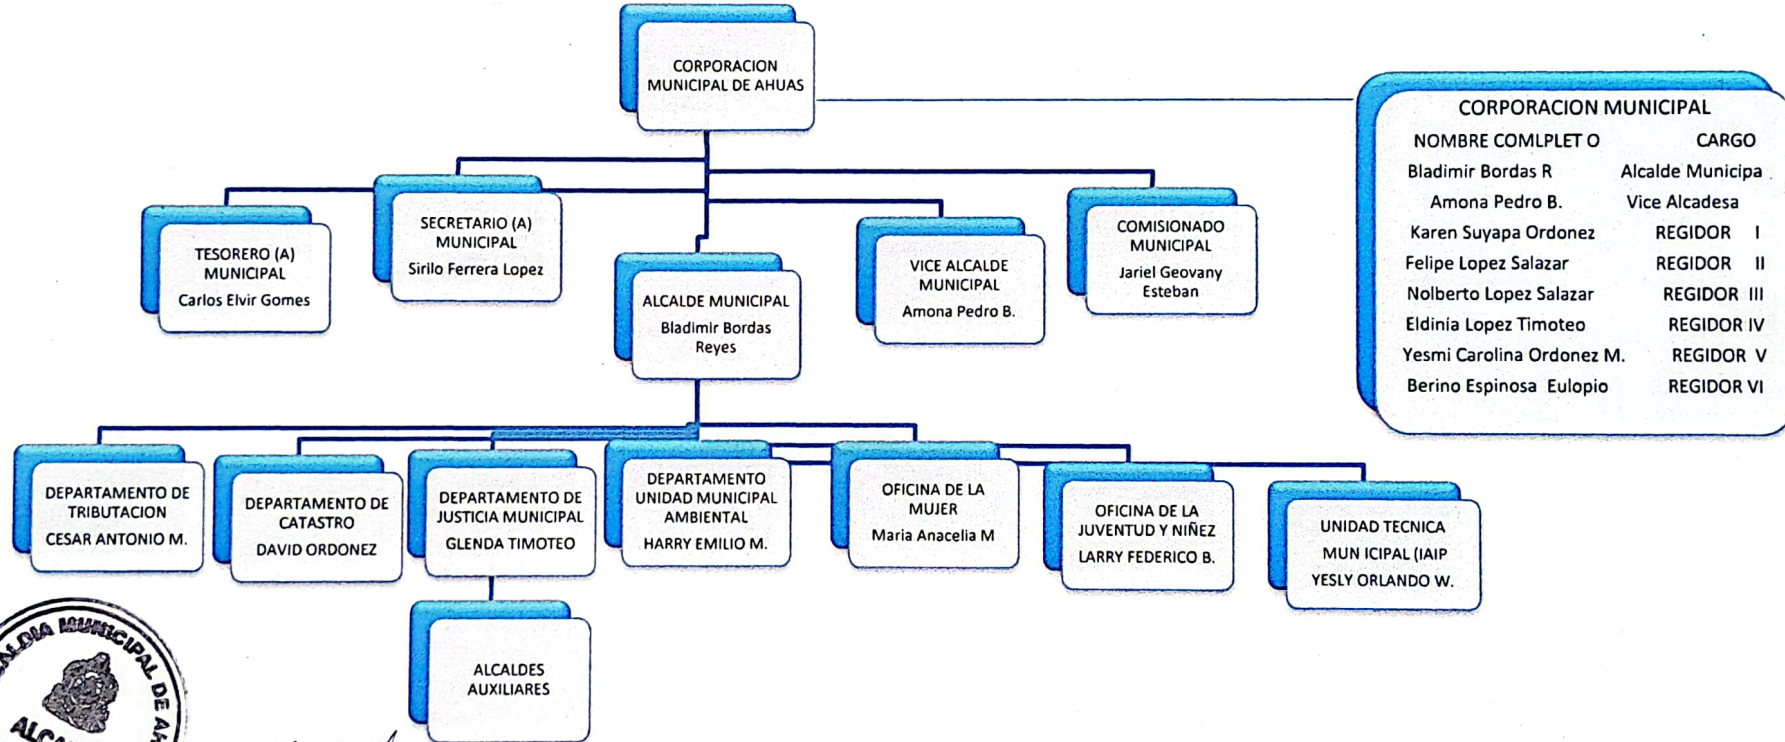 CORPORACION
MUNICIPAL DE AHUAS
CORPORACION MUNICIPAL
NOMBRE COMLPLET O CARGO
Bladimir Bordas R Alcalde Municipa
Amona Pedro B. Vice Alcadesa
Karen Suyapa Ordonez REGIDOR I
Felipe Lopez Salazar REGIDOR II
Nolberto Lopez Salazar REGIDOR III
Eldinia Lopez Timoteo REGIDOR IV
Yesmi Carolina Ordonez M. REGIDOR V
Berino Espinosa Eulopio REGIDOR VI
TESORERO (A)
MUNICIPAL
Carlos Elvir Gomes
SECRETARIO (A)
MUNICIPAL
Sirilo Ferrera Lopez
ALCALDE MUNICIPAL
Bladimir Bordas
Reyes
VICE ALCALDE
MUNICIPAL
Amona Pedro B.
COMISIONADO
MUNICIPAL
Jariel Geovany
Esteban
DEPARTAMENTO DE
TRIBUTACION
CESAR ANTONIO M.
DEPARTAMENTO DE
CATASTRO
DAVID ORDONEZ
DEPARTAMENTO DE
JUSTICIA MUNICIPAL
GLENDA TIMOTEO
DEPARTAMENTO
UNIDAD MUNICIPAL
AMBIENTAL
HARRY EMILIO M.
OFICINA DE LA
MUJER
Maria Anacelia M
OFICINA DE LA
JUVENTUD Y NIÑEZ
LARRY FEDERICO B.
UNIDAD TECNICA
MUN ICIPAL (IAIP
YESLY ORLANDO W.
ALCALDES
AUXILIARES
MUNICIPAL DE